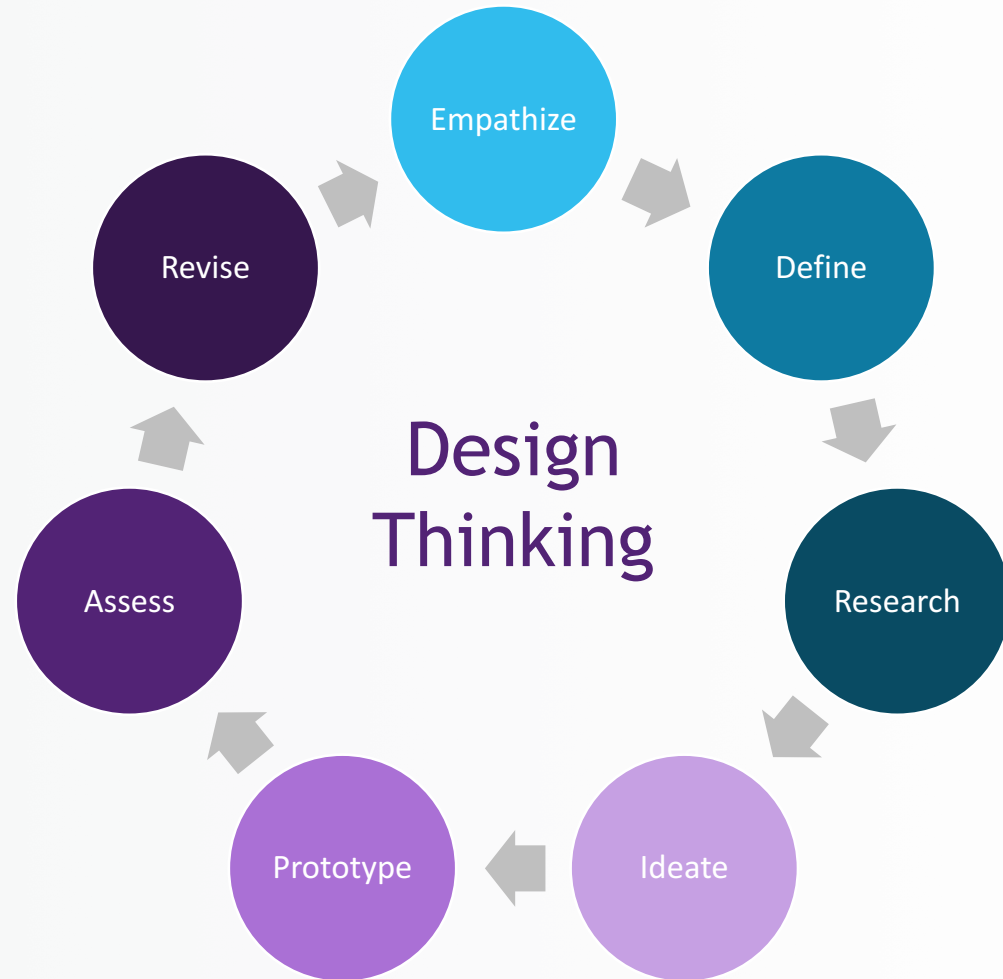 Empathize
Define
Research
Ideate
Prototype
Assess
Revise
Design
Thinking